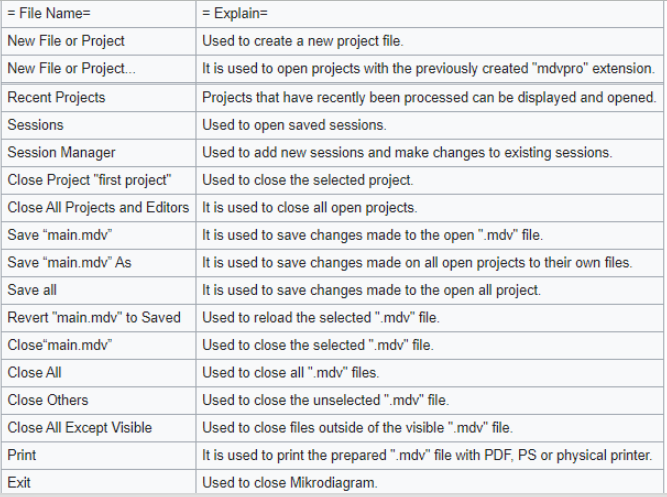 = File Name= = Explain=
New File or Project Used to create a new project file.
New File or Project... It is used to open projects with the previously created "mdvpro" extension.
Recent Projects Projects that have recently been processed can be displayed and opened.
Sessions Used to open saved sessions.
Session Manager Used to add new sessions and make changes to existing sessions.
Close Project "first project" Used to close the selected project.
Close All Projects and Editors It is used to close all open projects.
Save “main.mdv” It is used to save changes made to the open ".mdv” file.
Save “main.mdv” As It is used to save changes made on all open projects to their own files.
Save all It is used to save changes made to the open all project.
Revert "main.mdv" to Saved Used to reload the selected ".mdv” file.
Close“main.mdv” Used to close the selected ".mdv” file.
Close All Used to close all ".mdv” files.
Close Others Used to close the unselected ".mdv” file.
Close All Except Visible Used to close files outside of the visible ".mdv” file.
Print It is used to print the prepared ".mdv” file with PDF, PS or physical printer.
Exit Used to close Mikrodiagram.